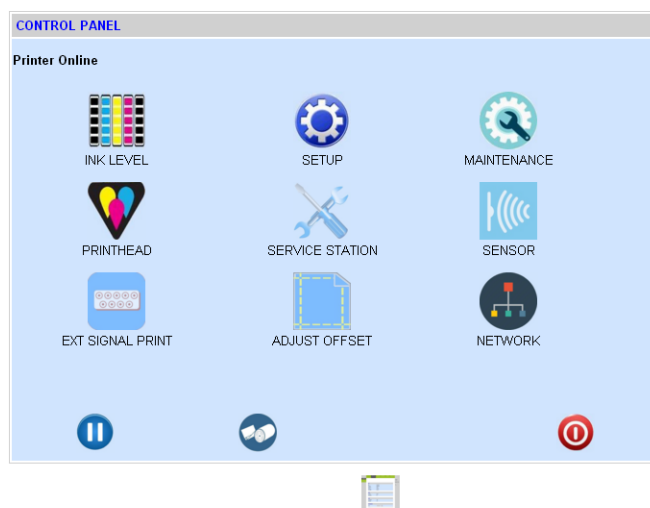 CONTROL PANEL
Printer Online
INK LEVEL
SETUP
MAINTENANCE
PRINTHEAD
SERVICE STATION
SENSOR
EXT SIGNAL PRINT
ADJUST OFFSET
NETWORK